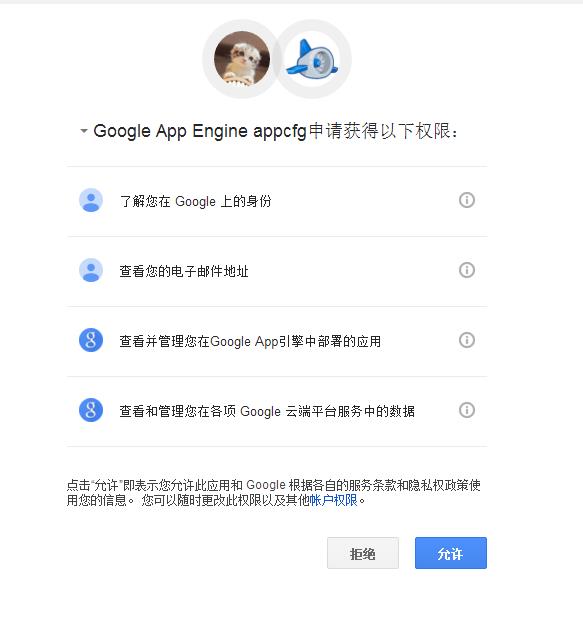 Google App Engine appcfg申请获得以下权限：
了解您在 Google 上的身份
查看您的电子邮件地址
查看并管理您在Google App引擎中部署的应用
查看和管理您在各项 Google 云端平台服务中的数据
点击“允许”即表示您允许此应用和 Google 根据各自的服务条款和隐私权政策使
用您的信息。 您可以随时更改此权限以及其他帐户权限。
拒绝
允许